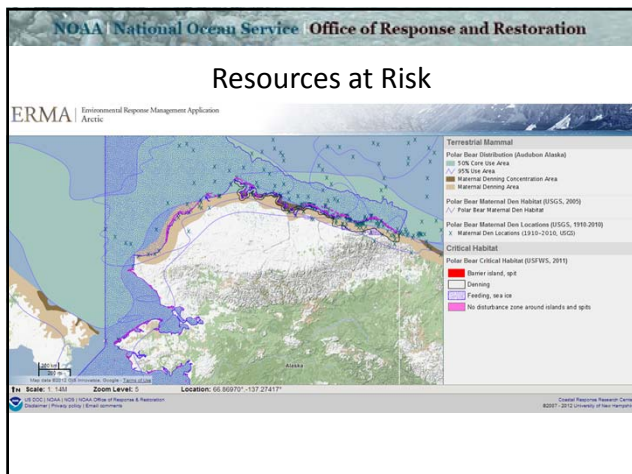 NOAA National Ocean Service Office of Response and Restoration
Resources at Risk
ERMA Environmental Response Management Application
Arctic
Terrestrial Mammal
Polar Bear Distribution (Audubon Alaska)
50% Core Use Area
95% Use Area
Maternal Denning Concentration Area
Maternal Denning Area
Polar Bear Maternal Den Habitat (USGS, 2005)
Polar Bear Maternal Den Habitat
Polar Bear Maternal Den Locations (USGS, 1910-2010)
Maternal Den Locations (1910-2010, USGS)
Critical Habitat
Polar Bear Critical Habitat (USFWS, 2011)
Barrier island, spit
Denning
Feeding, sea ice
No disturbance zone around islands and spits
Alaska
Scale: 1: 14M Zoom Level: 5 Location: 66.86970°,-137.27417°
US DOC | NOAA | NOS | NOAA Office of Response & Restoration
Disclaimer | Privacy policy | Email comments
Coastal Response Research Center
©2007 - 2012 University of New Hampshire